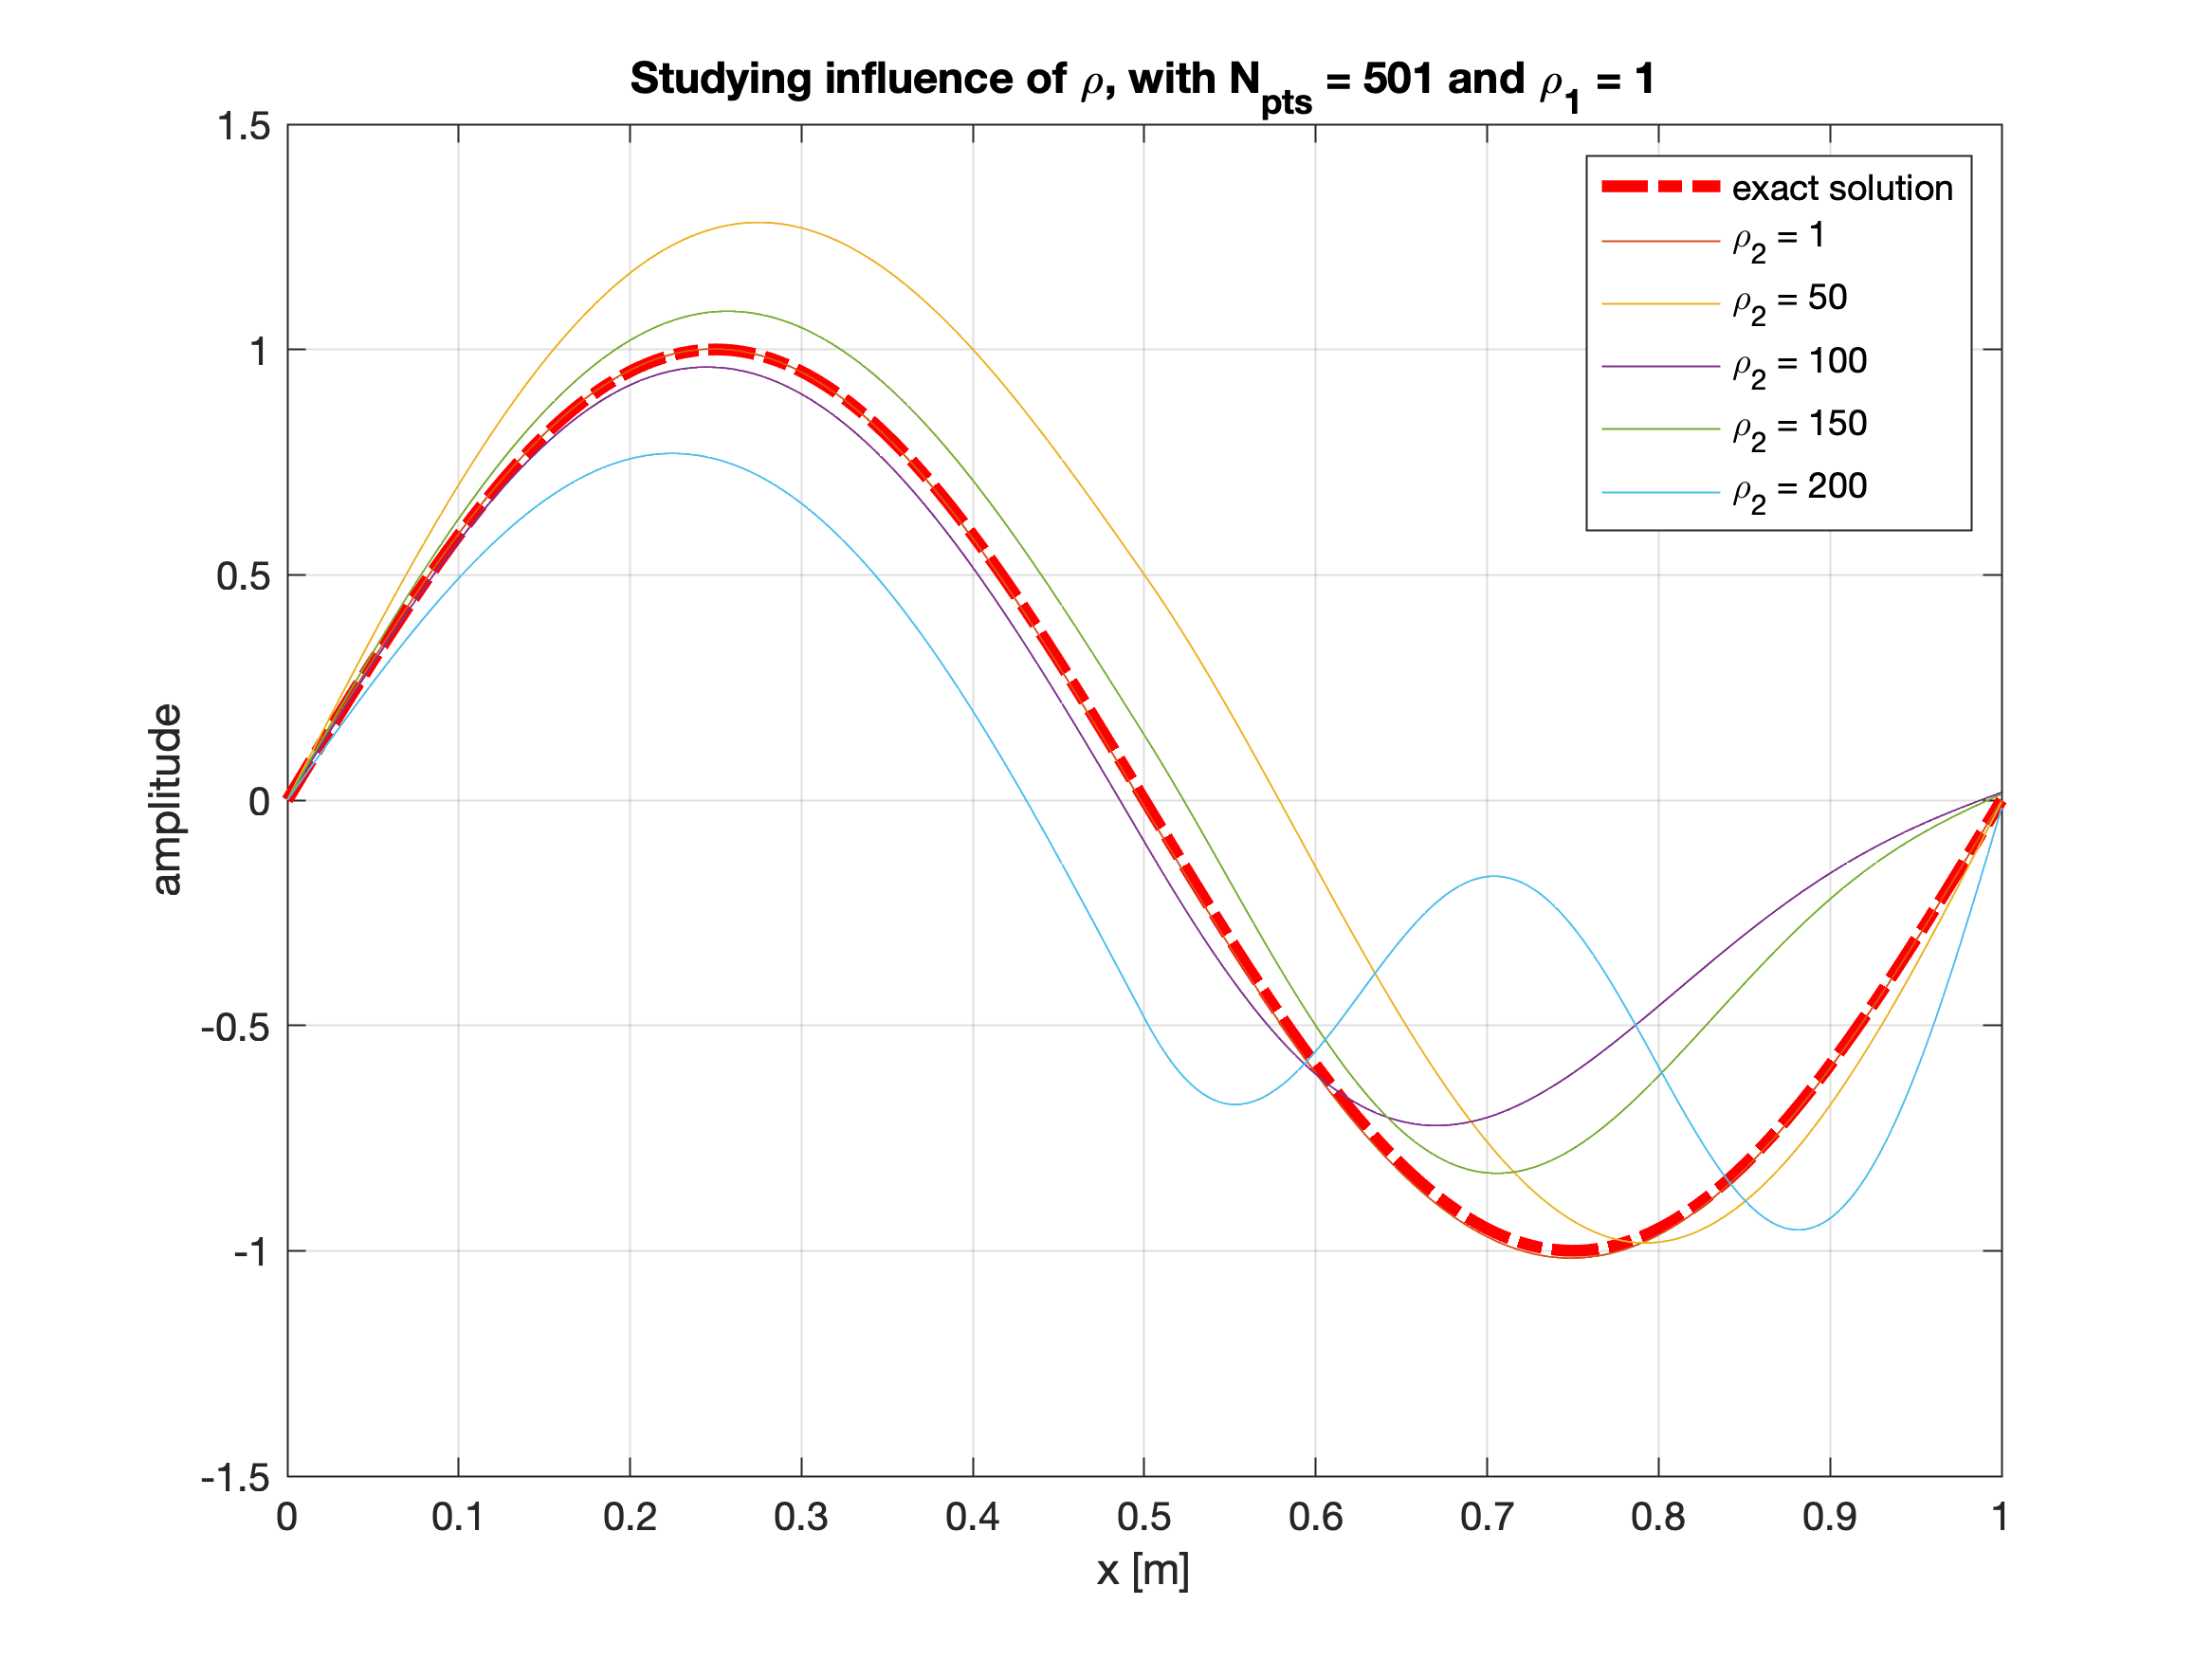 Studying influence of ρ, with N_pts = 501 and ρ_1 = 1
1.5
1
0.5
0
-0.5
-1
-1.5
amplitude
exact solution
ρ_2 = 1
ρ_2 = 50
ρ_2 = 100
ρ_2 = 150
ρ_2 = 200
0 0.1 0.2 0.3 0.4 0.5 0.6 0.7 0.8 0.9 1
x [m]